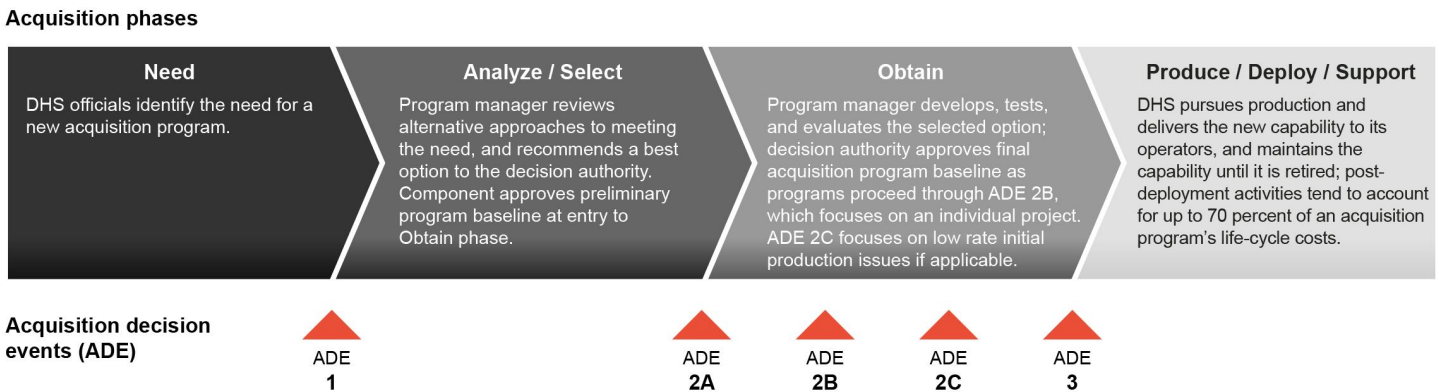 Acquisition phases
Need
DHS officials identify the need for a
new acquisition program.
Analyze / Select
Program manager reviews
alternative approaches to meeting
the need, and recommends a best
option to the decision authority.
Component approves preliminary
program baseline at entry to
Obtain phase.
Obtain
Program manager develops, tests,
and evaluates the selected option;
decision authority approves final
acquisition program baseline as
programs proceed through ADE 2B,
which focuses on an individual project.
ADE 2C focuses on low rate initial
production issues if applicable.
Produce / Deploy / Support
DHS pursues production and
delivers the new capability to its
operators, and maintains the
capability until it is retired; post-
deployment activities tend to account
for up to 70 percent of an acquisition
program’s life-cycle costs.
Acquisition decision
events (ADE)
ADE
1
ADE
2A
ADE
2B
ADE
2C
ADE
3